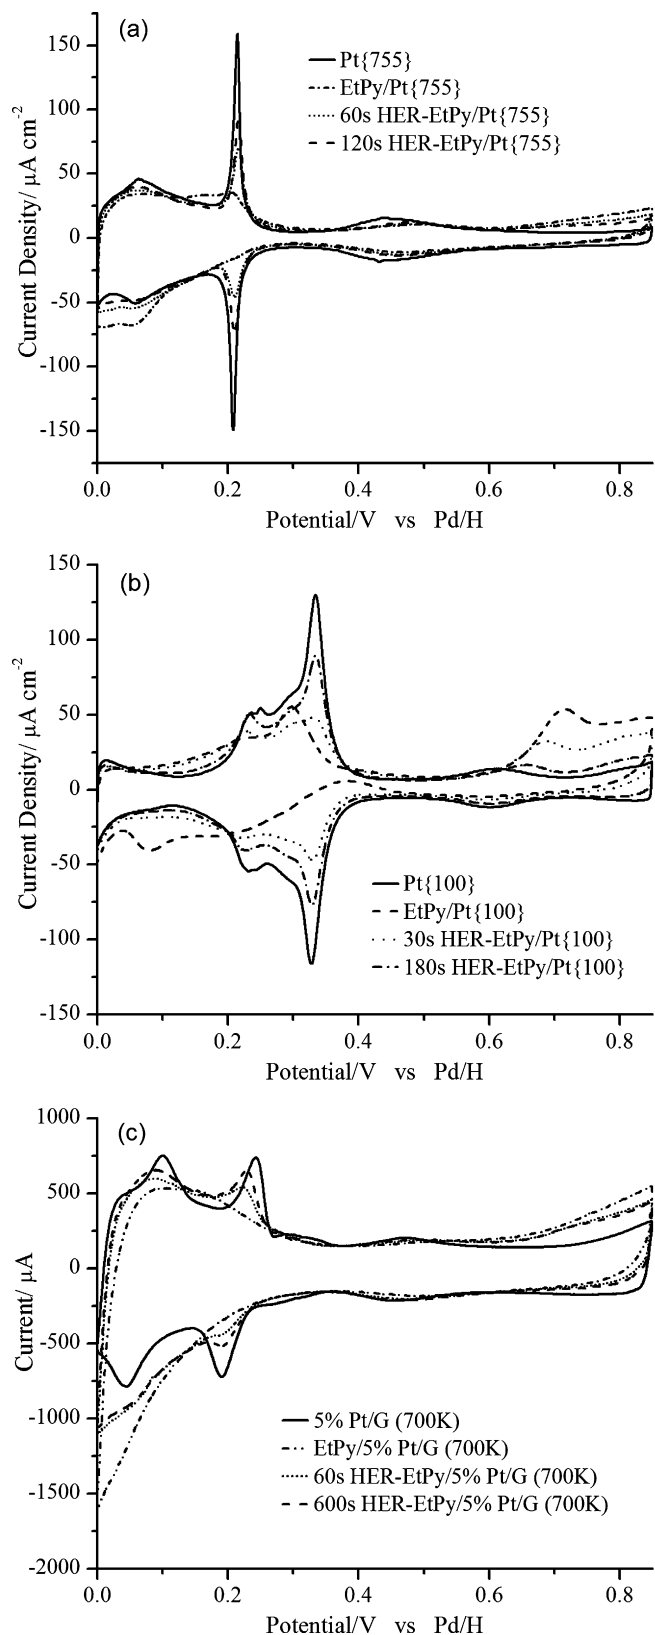 (a)
Pt{755}
EtPy/Pt{755}
60s HER-EtPy/Pt{755}
120s HER-EtPy/Pt{755}
150
100
50
0
-50
-100
-150
Current Density/ μA cm⁻²
0.0 0.2 0.4 0.6 0.8
Potential/V vs Pd/H
(b)
150
100
50
0
-50
-100
-150
Current Density/ μA cm⁻²
Pt{100}
EtPy/Pt{100}
30s HER-EtPy/Pt{100}
180s HER-EtPy/Pt{100}
0.0 0.2 0.4 0.6 0.8
Potential/V vs Pd/H
(c)
1000
500
0
-500
-1000
-1500
-2000
Current/ μA
5% Pt/G (700K)
EtPy/5% Pt/G (700K)
60s HER-EtPy/5% Pt/G (700K)
600s HER-EtPy/5% Pt/G (700K)
0.0 0.2 0.4 0.6 0.8
Potential/V vs Pd/H